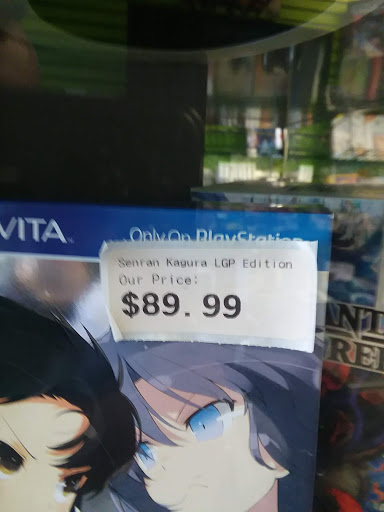 VITA
Only On PlayStation
Senran Kagura LGP Edition
Our Price:
$89.99